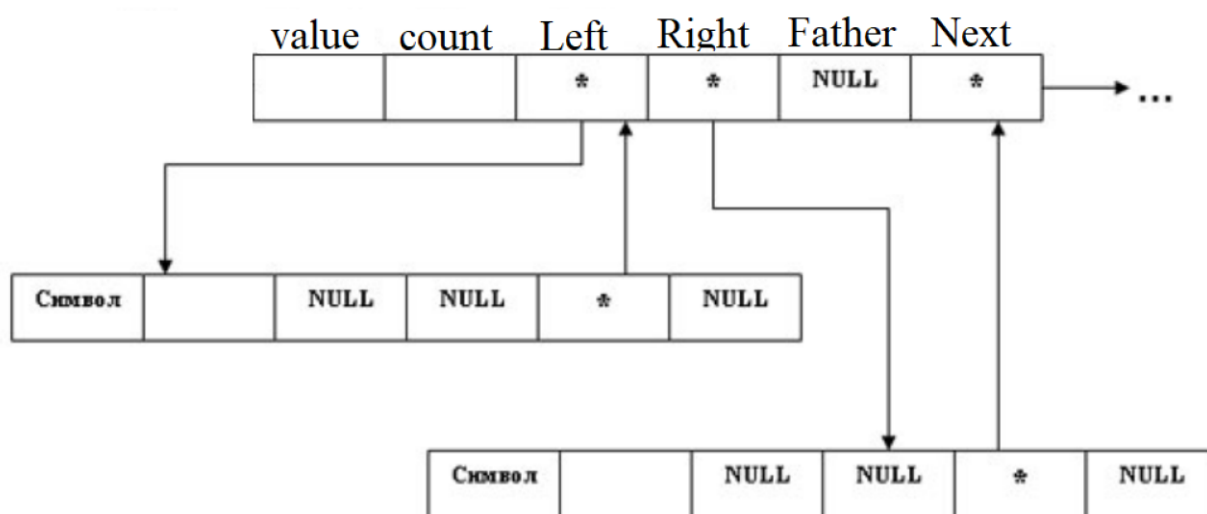 value count Left Right Father Next
* * NULL * ...
Символ NULL NULL * NULL
Символ NULL NULL * NULL